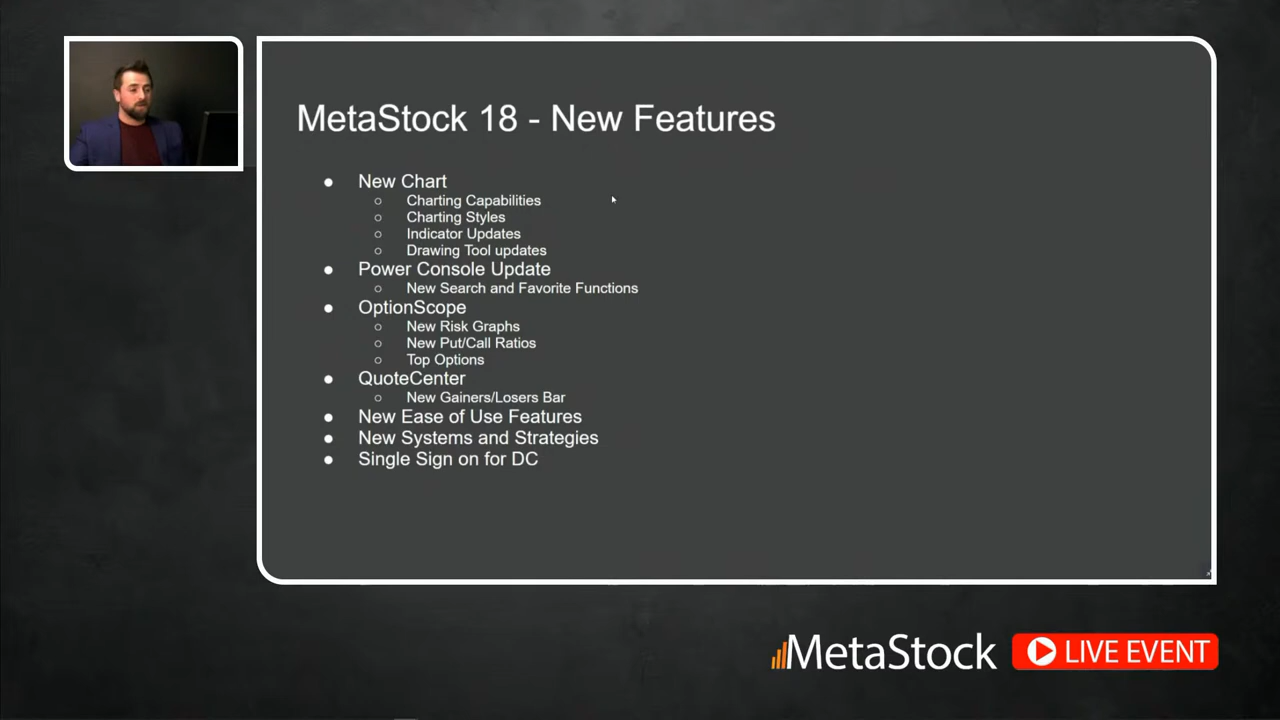 MetaStock 18 - New Features
● New Chart
○ Charting Capabilities
○ Charting Styles
○ Indicator Updates
○ Drawing Tool updates
● Power Console Update
○ New Search and Favorite Functions
● OptionScope
○ New Risk Graphs
○ New Put/Call Ratios
○ Top Options
● QuoteCenter
○ New Gainers/Losers Bar
● New Ease of Use Features
● New Systems and Strategies
● Single Sign on for DC
MetaStock LIVE EVENT